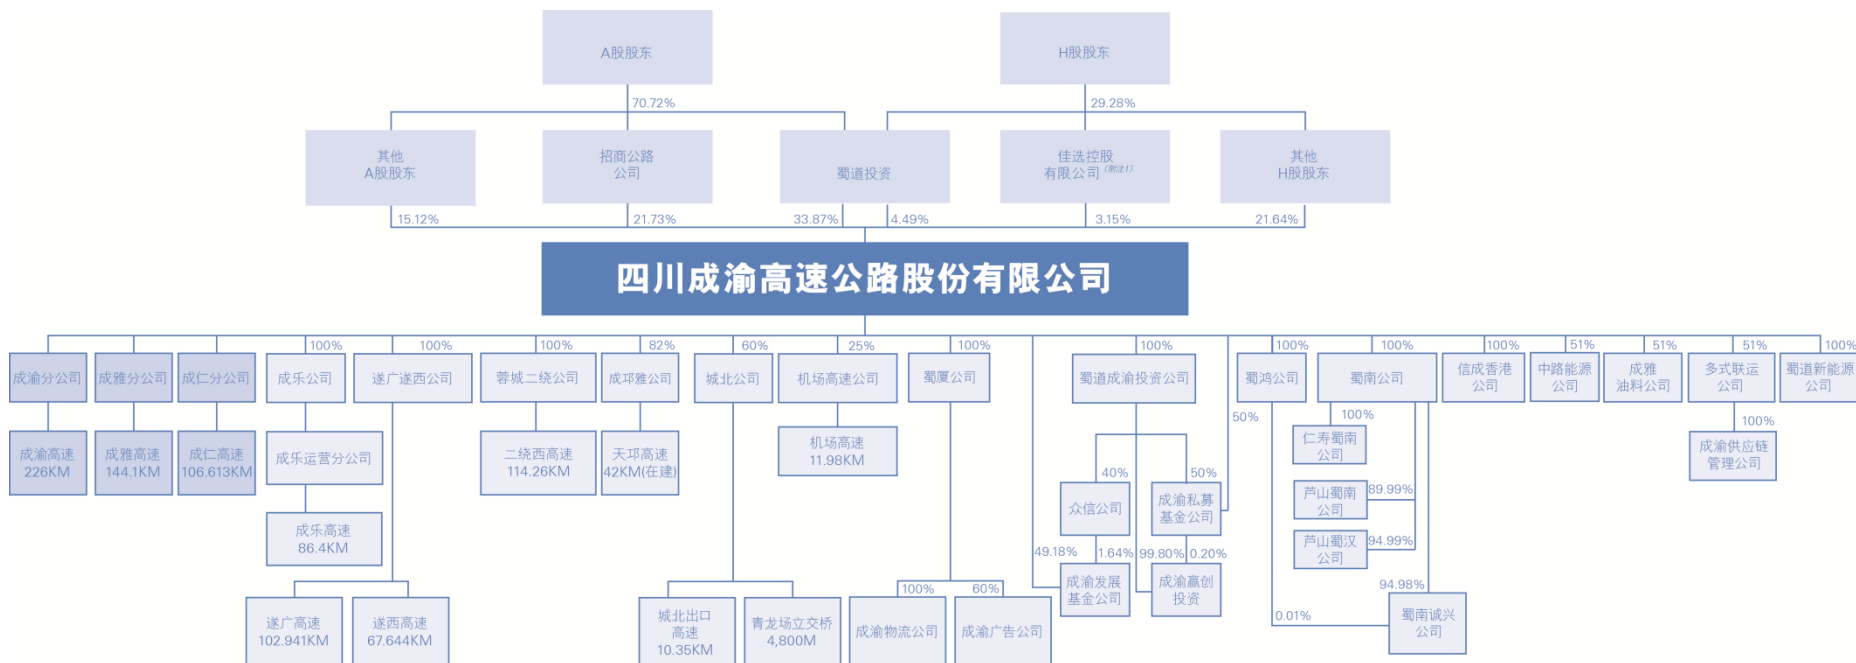 A股股东
H股股东
70.72%
29.28%
其他
A股股东
招商公路
公司
蜀道投资
佳选控股
有限公司(附注1)
其他
H股股东
15.12%
21.73%
33.87%
4.49%
3.15%
21.64%
四川成渝高速公路股份有限公司
100%
100%
100%
82%
60%
25%
100%
100%
100%
100%
100%
51%
51%
51%
100%
成渝分公司
成雅分公司
成仁分公司
成乐公司
遂广遂西公司
蓉城二绕公司
成邛雅公司
城北公司
机场高速公司
蜀厦公司
蜀道成渝投资公司
蜀鸿公司
蜀南公司
信成香港
公司
中路能源
公司
成雅
油料公司
多式联运
公司
蜀道新能源
公司
50%
100%
100%
成渝高速
226KM
成雅高速
144.1KM
成仁高速
106.613KM
成乐运营分公司
二绕西高速
114.26KM
天邛高速
42KM(在建)
机场高速
11.98KM
仁寿蜀南
公司
成渝供应链
管理公司
40%
50%
众信公司
成渝私募
基金公司
芦山蜀南
公司
89.99%
成乐高速
86.4KM
芦山蜀汉
公司
94.99%
49.18%
1.64%
99.80%
0.20%
成渝发展
基金公司
成渝赢创
投资
94.98%
100%
60%
0.01%
遂广高速
102.941KM
遂西高速
67.644KM
城北出口
高速
10.35KM
青龙场立交桥
4,800M
成渝物流公司
成渝广告公司
蜀南诚兴
公司